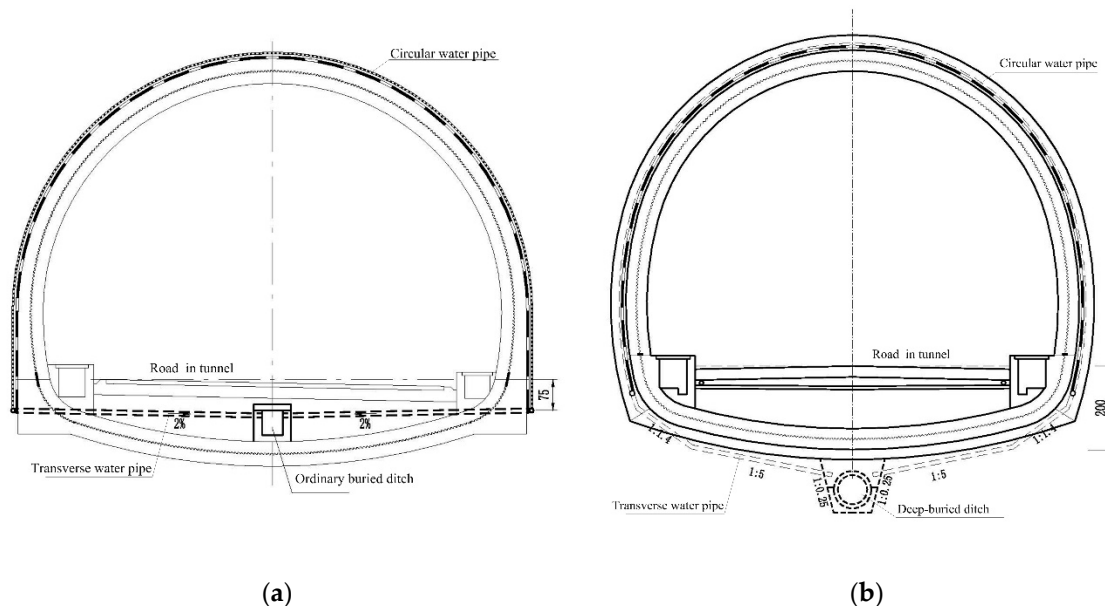 Circular water pipe
Road in tunnel
75
2%
2%
Transverse water pipe
Ordinary buried ditch
(a)
Circular water pipe
Road in tunnel
200
1:1.4
1:1.4
1:5
1:5
1:0.25
1:0.25
Transverse water pipe
Deep-buried ditch
(b)